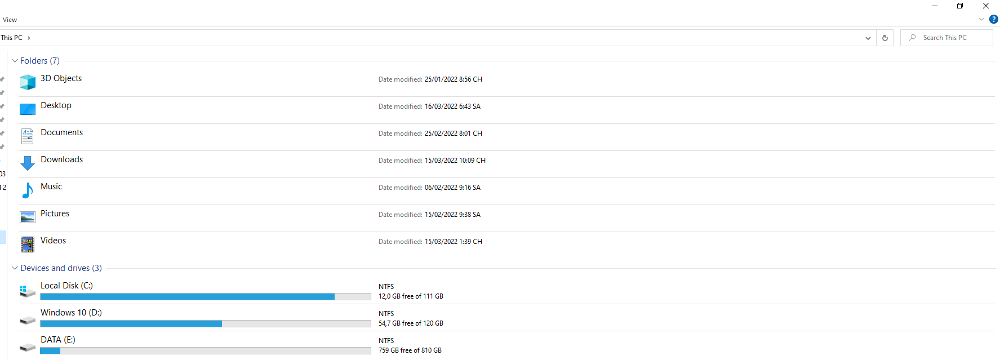 View
?
This PC
Search This PC
Folders (7)
3D Objects Date modified: 25/01/2022 8:56 CH
Desktop Date modified: 16/03/2022 6:43 SA
Documents Date modified: 25/02/2022 8:01 CH
Downloads Date modified: 15/03/2022 10:09 CH
03
Music Date modified: 06/02/2022 9:16 SA
2
Pictures Date modified: 15/02/2022 9:38 SA
Videos Date modified: 15/03/2022 1:39 CH
Devices and drives (3)
Local Disk (C:) NTFS
12,0 GB free of 111 GB
Windows 10 (D:) NTFS
54,7 GB free of 120 GB
DATA (E:) NTFS
759 GB free of 810 GB